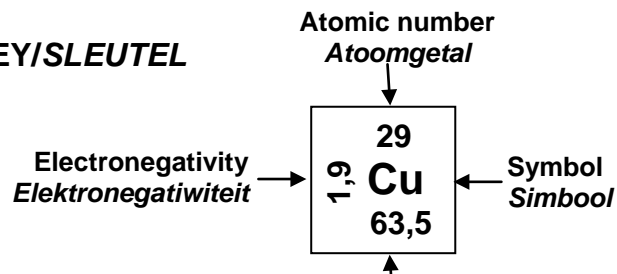 Atomic number
Atoomgetal
EY/SLEUTEL
29
Electronegativity
Elektronegatiwiteit
1,9
Cu
Symbol
Simbool
63,5